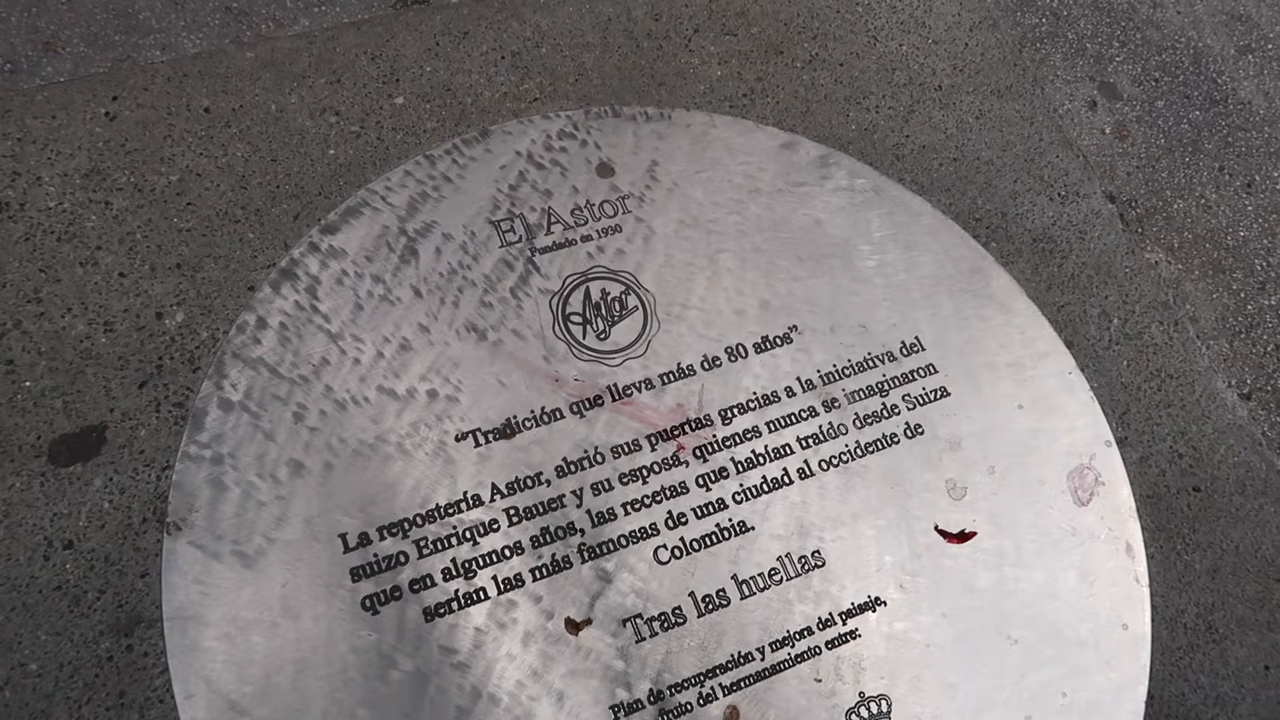 El Astor
Fundado en 1930
Astor
“Tradición que lleva más de 80 años”
La repostería Astor, abrió sus puertas gracias a la iniciativa del
suizo Enrique Bauer y su esposa, quienes nunca se imaginaron
que en algunos años, las recetas que habían traído desde Suiza
serían las más famosas de una ciudad al occidente de
Colombia.
Tras las huellas
Plan de recuperación y mejora del paisaje,
fruto del hermanamiento entre: